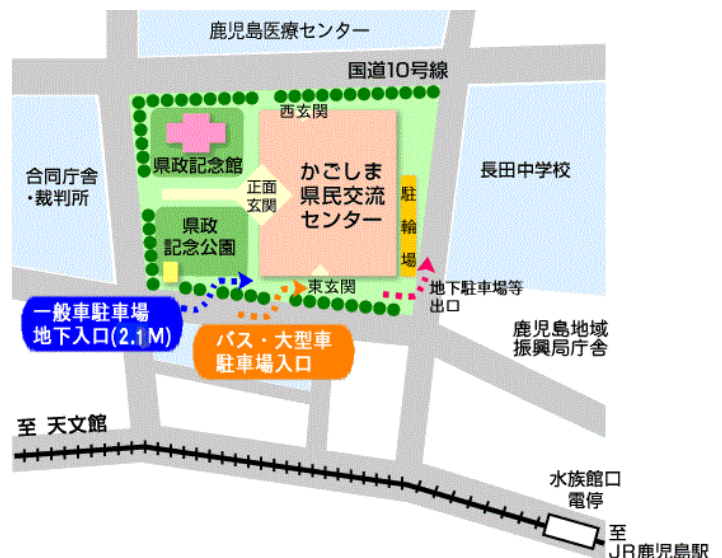 鹿児島医療センター
国道10号線
西玄関
県政記念館
かごしま
県民交流
センター
長田中学校
合同庁舎
・裁判所
正面
玄関
駐輪場
県政
記念公園
東玄関
地下駐車場等
出口
一般車駐車場
地下入口(2.1M)
バス・大型車
駐車場入口
鹿児島地域
振興局庁舎
至 天文館
水族館口
電停
至
JR鹿児島駅